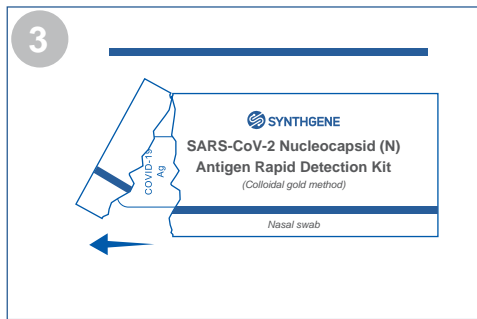 3
SYNTHGENE
SARS-CoV-2 Nucleocapsid (N)
Antigen Rapid Detection Kit
(Colloidal gold method)
COVID-19
Ag
Nasal swab